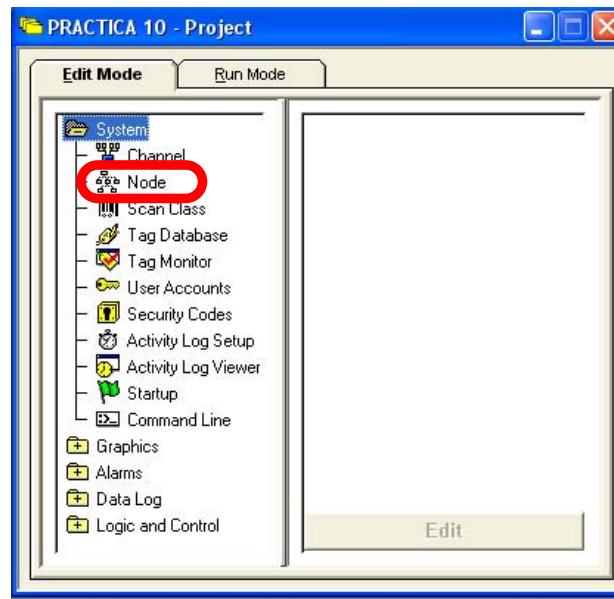 PRACTICA 10 - Project
Edit Mode
Run Mode
System
Channel
Node
Scan Class
Tag Database
Tag Monitor
User Accounts
Security Codes
Activity Log Setup
Activity Log Viewer
Startup
Command Line
Graphics
Alarms
Data Log
Logic and Control
Edit